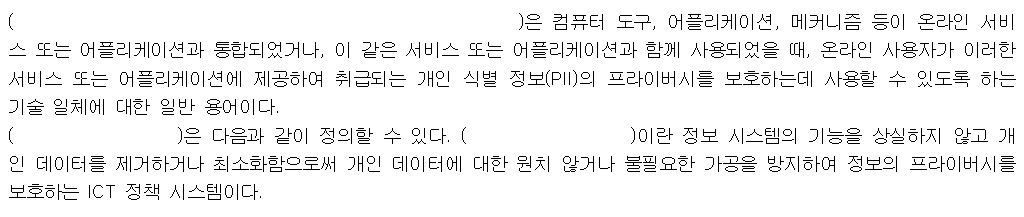 (                                                                    )은 컴퓨터 도구, 어플리케이션, 메커니즘 등이 온라인 서비
스 또는 어플리케이션과 통합되었거나, 이 같은 서비스 또는 어플리케이션과 함께 사용되었을 때, 온라인 사용자가 이러한
서비스 또는 어플리케이션에 제공하여 취급되는 개인 식별 정보(PII)의 프라이버시를 보호하는데 사용할 수 있도록 하는
기술 일체에 대한 일반 용어이다.
(                      )은 다음과 같이 정의할 수 있다. (                      )이란 정보 시스템의 기능을 상실하지 않고 개
인 데이터를 제거하거나 최소화함으로써 개인 데이터에 대한 원치 않거나 불필요한 가공을 방지하여 정보의 프라이버시를
보호하는 ICT 정책 시스템이다.